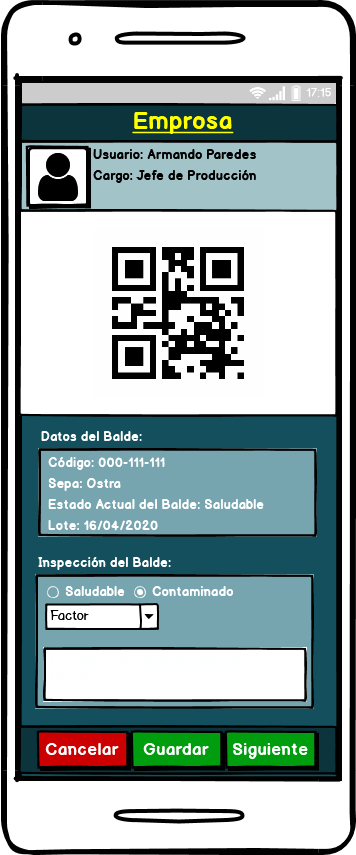 17:15
Emprosa
Usuario: Armando Paredes
Cargo: Jefe de Producción
Datos del Balde:
Código: 000-111-111
Sepa: Ostra
Estado Actual del Balde: Saludable
Lote: 16/04/2020
Inspección del Balde:
Saludable Contaminado
Factor
Cancelar Guardar Siguiente